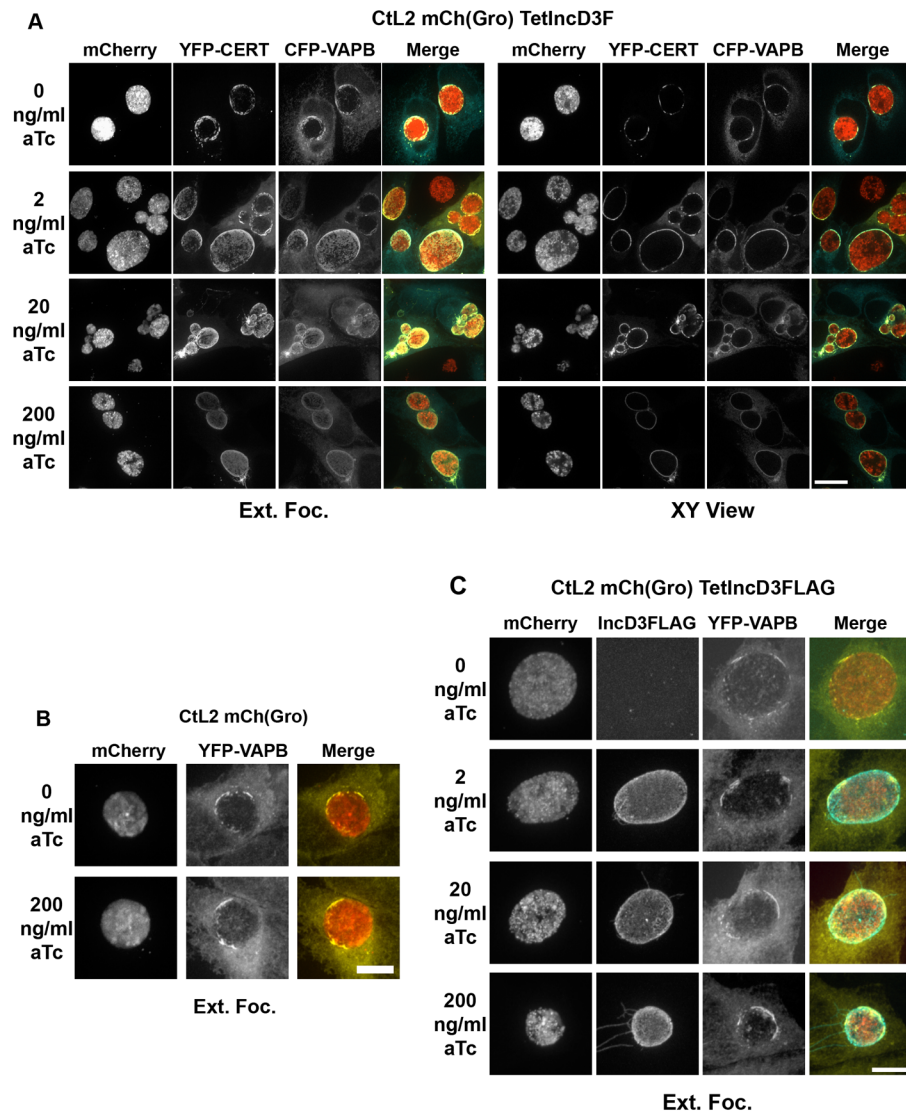 CtL2 mCh(Gro) TetIncD3F
A
mCherry YFP-CERT CFP-VAPB Merge mCherry YFP-CERT CFP-VAPB Merge
0
ng/ml
aTc
2
ng/ml
aTc
20
ng/ml
aTc
200
ng/ml
aTc
Ext. Foc. XY View
B
CtL2 mCh(Gro)
mCherry YFP-VAPB Merge
0
ng/ml
aTc
200
ng/ml
aTc
Ext. Foc.
C
CtL2 mCh(Gro) TetIncD3FLAG
mCherry IncD3FLAG YFP-VAPB Merge
0
ng/ml
aTc
2
ng/ml
aTc
20
ng/ml
aTc
200
ng/ml
aTc
Ext. Foc.